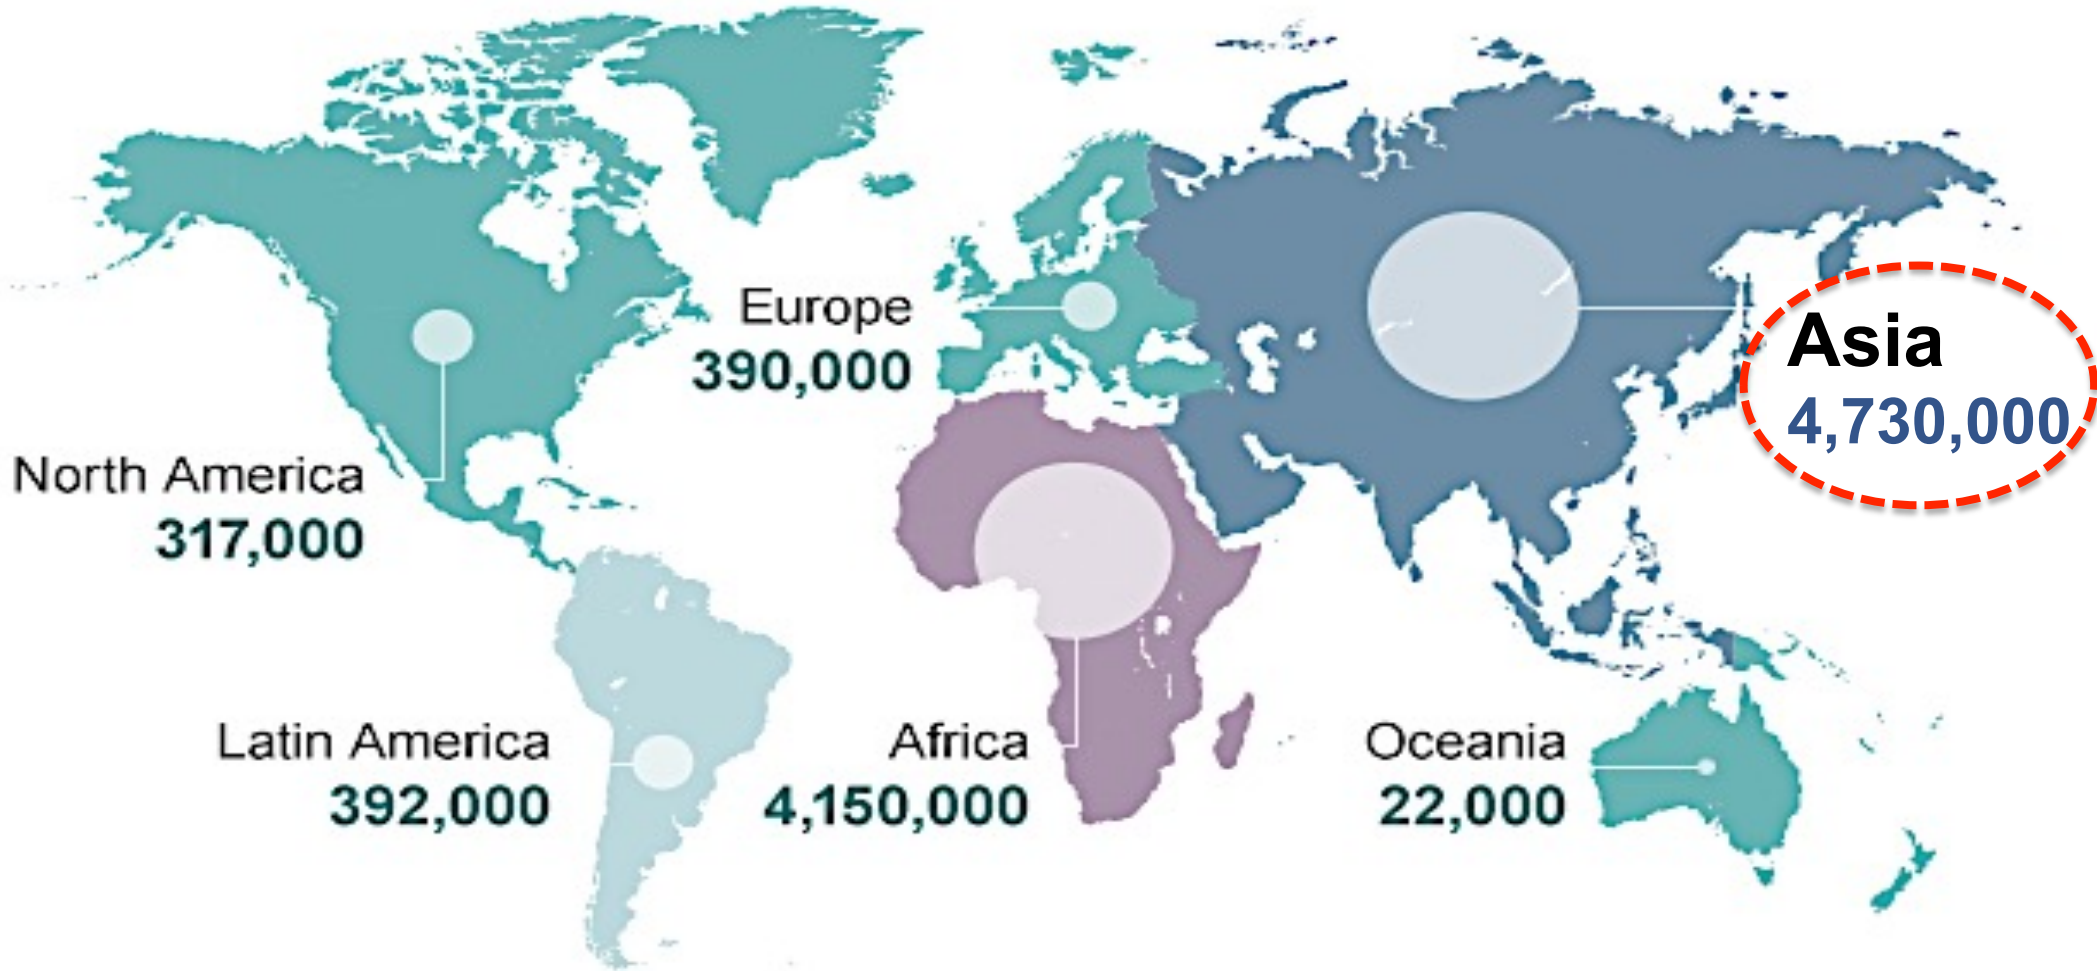 Europe
390,000
Asia
4,730,000
North America
317,000
Latin America
392,000
Africa
4,150,000
Oceania
22,000